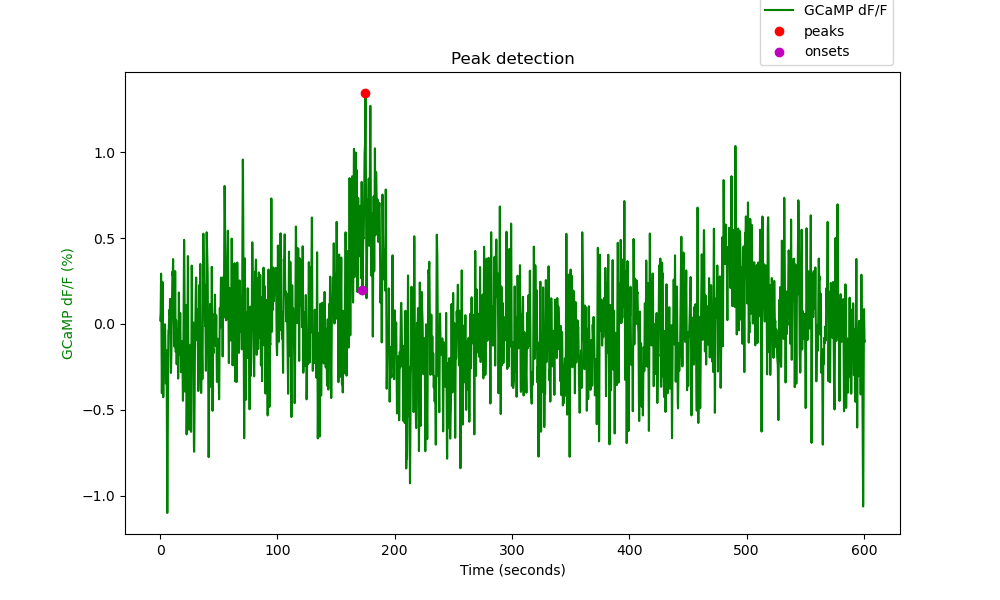 GCaMP dF/F
peaks
onsets
Peak detection
1.0
0.5
0.0
−0.5
−1.0
GCaMP dF/F (%)
0 100 200 300 400 500 600
Time (seconds)